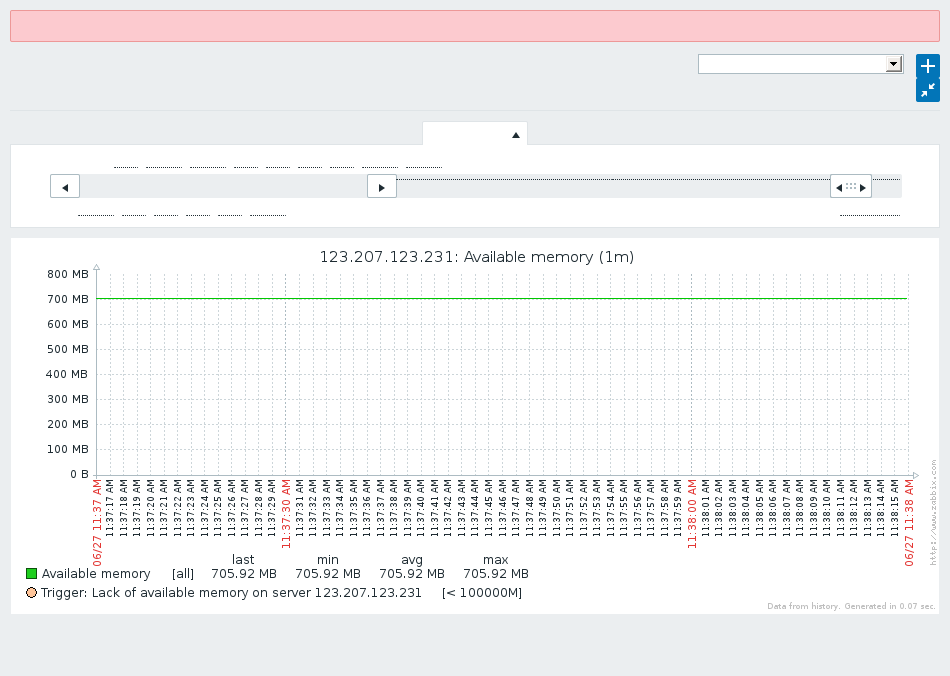 123.207.123.231: Available memory (1m)
800 MB
700 MB
600 MB
500 MB
400 MB
300 MB
200 MB
100 MB
0 B
06/27 11:37 AM
11:37:17 AM
11:37:18 AM
11:37:19 AM
11:37:20 AM
11:37:21 AM
11:37:22 AM
11:37:23 AM
11:37:24 AM
11:37:25 AM
11:37:26 AM
11:37:27 AM
11:37:28 AM
11:37:29 AM
11:37:30 AM
11:37:31 AM
11:37:32 AM
11:37:33 AM
11:37:34 AM
11:37:35 AM
11:37:36 AM
11:37:37 AM
11:37:38 AM
11:37:39 AM
11:37:40 AM
11:37:41 AM
11:37:42 AM
11:37:43 AM
11:37:44 AM
11:37:45 AM
11:37:46 AM
11:37:47 AM
11:37:48 AM
11:37:49 AM
11:37:50 AM
11:37:51 AM
11:37:52 AM
11:37:53 AM
11:37:54 AM
11:37:55 AM
11:37:56 AM
11:37:57 AM
11:37:58 AM
11:37:59 AM
11:38:00 AM
11:38:01 AM
11:38:02 AM
11:38:03 AM
11:38:04 AM
11:38:05 AM
11:38:06 AM
11:38:07 AM
11:38:08 AM
11:38:09 AM
11:38:10 AM
11:38:11 AM
11:38:12 AM
11:38:13 AM
11:38:14 AM
11:38:15 AM
06/27 11:38 AM
http://www.zabbix.com
last min avg max
Available memory [all] 705.92 MB 705.92 MB 705.92 MB 705.92 MB
Trigger: Lack of available memory on server 123.207.123.231 [< 100000M]
Data from history. Generated in 0.07 sec.